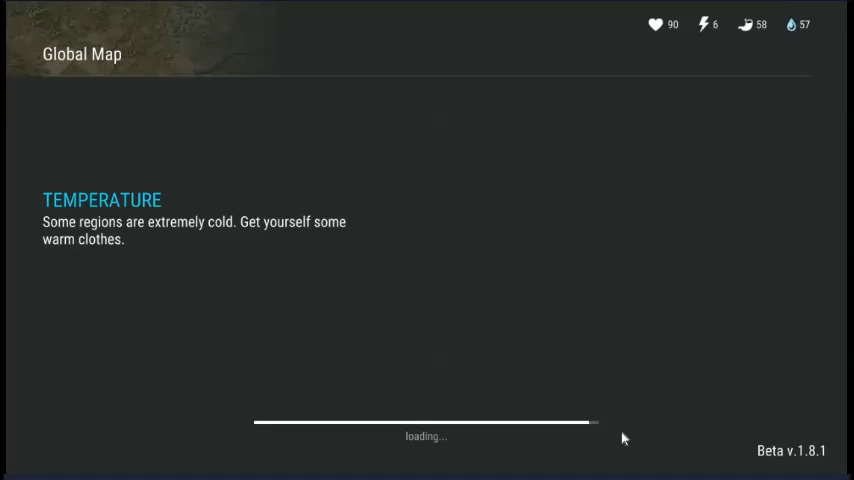 90 6 58 57
Global Map
TEMPERATURE
Some regions are extremely cold. Get yourself some
warm clothes.
loading...
Beta v.1.8.1